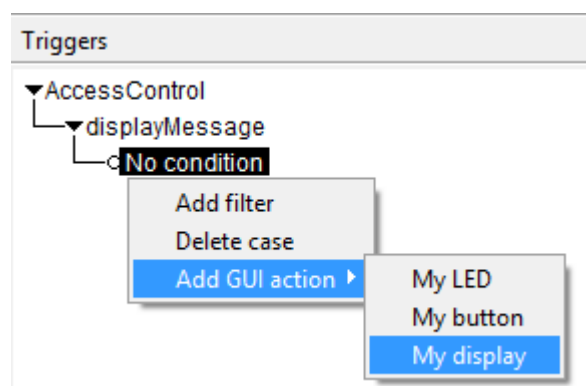 Triggers
AccessControl
displayMessage
No condition
Add filter
Delete case
Add GUI action
My LED
My button
My display